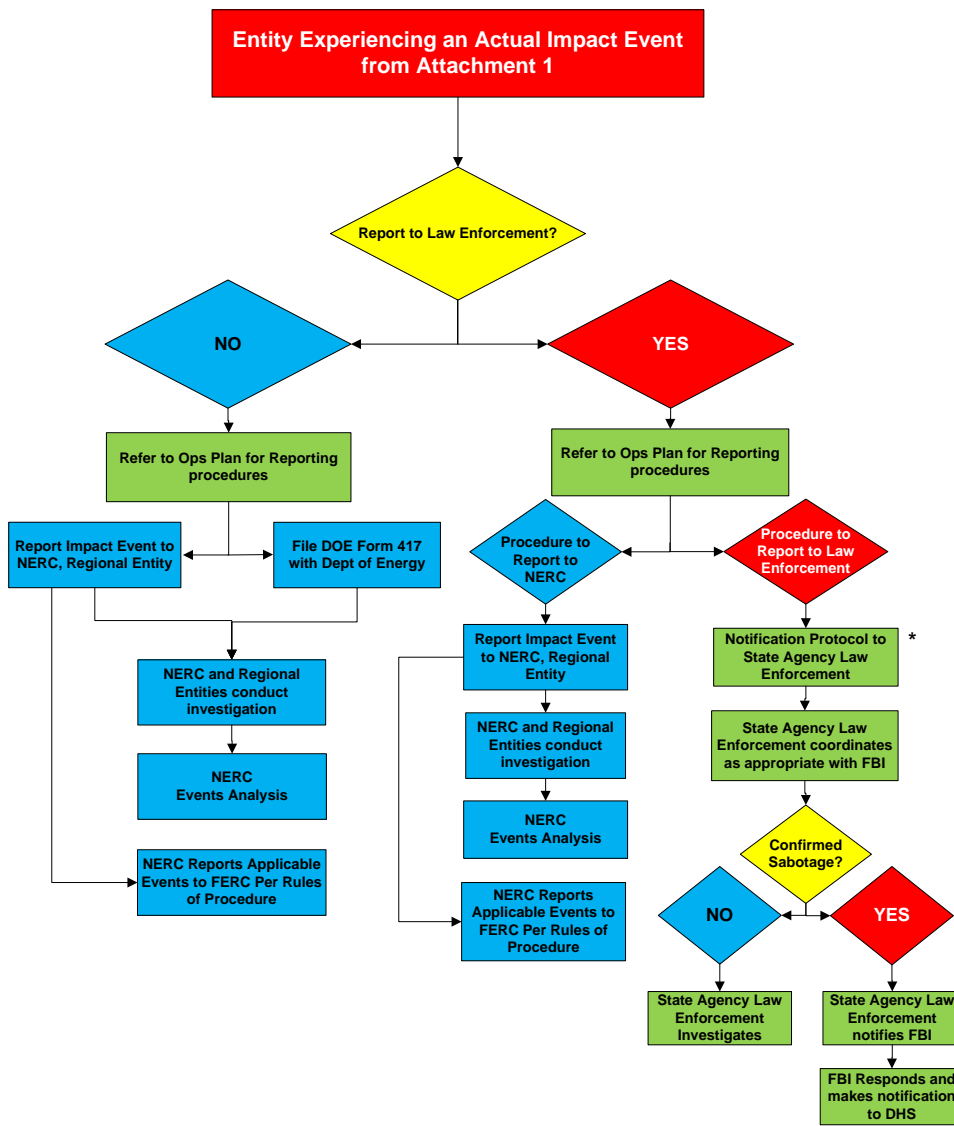 Entity Experiencing an Actual Impact Event
from Attachment 1
Report to Law Enforcement?
NO
YES
Refer to Ops Plan for Reporting
procedures
Refer to Ops Plan for Reporting
procedures
Report Impact Event to
NERC, Regional Entity
File DOE Form 417
with Dept of Energy
Procedure to
Report to
NERC
Procedure to
Report to Law
Enforcement
NERC and Regional
Entities conduct
investigation
NERC
Events Analysis
NERC Reports Applicable
Events to FERC Per Rules
of Procedure
Report Impact Event
to NERC, Regional
Entity
NERC and Regional
Entities conduct
investigation
NERC
Events Analysis
NERC Reports
Applicable Events to
FERC Per Rules of
Procedure
Notification Protocol to
State Agency Law
Enforcement
*
State Agency Law
Enforcement coordinates
as appropriate with FBI
Confirmed
Sabotage?
NO
YES
State Agency Law
Enforcement
Investigates
State Agency Law
Enforcement
notifies FBI
FBI Responds and
makes notification
to DHS